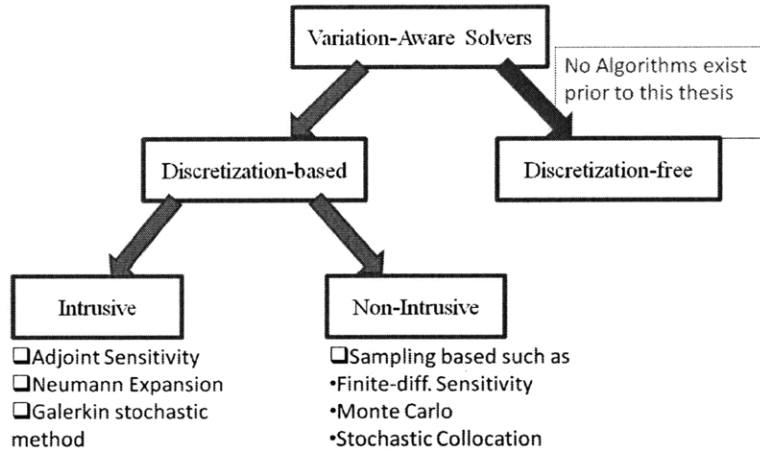 Variation-Aware Solvers
No Algorithms exist
prior to this thesis
Discretization-based
Discretization-free
Intrusive
Non-Intrusive
❑Adjoint Sensitivity
❑Neumann Expansion
❑Galerkin stochastic
method
❑Sampling based such as
•Finite-diff. Sensitivity
•Monte Carlo
•Stochastic Collocation